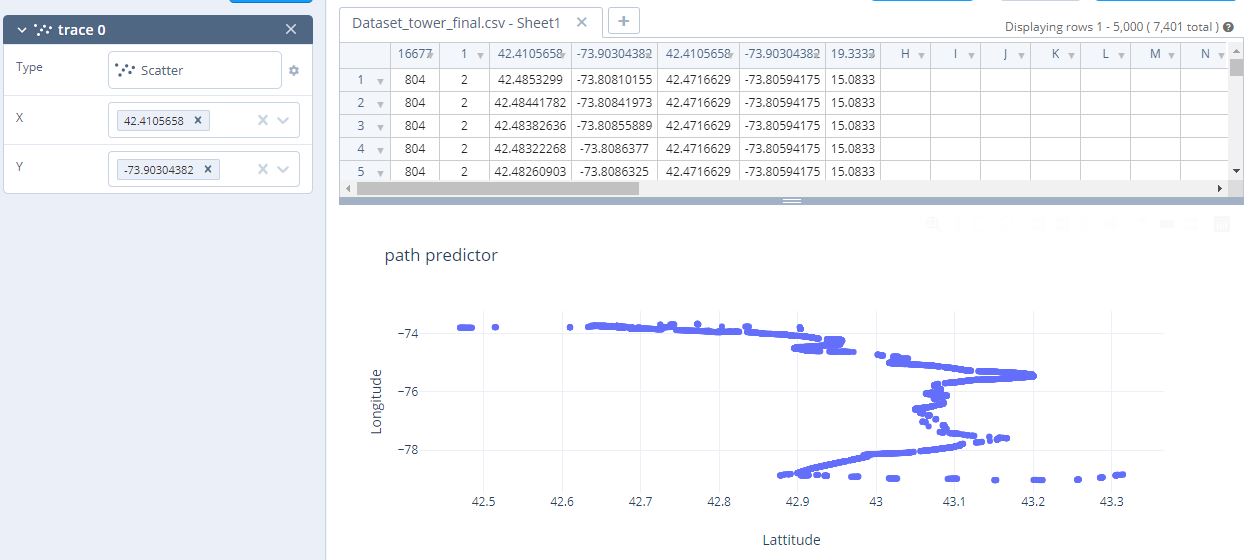 trace 0
Type
Scatter
X
42.4105658
Y
-73.90304382
Dataset_tower_final.csv - Sheet1
Displaying rows 1 - 5,000 ( 7,401 total )
16677 1 42.4105658 -73.90304382 42.4105658 -73.90304382 19.3333 H I J K L M N
1 804 2 42.4853299 -73.80810155 42.4716629 -73.80594175 15.0833
2 804 2 42.48441782 -73.80841973 42.4716629 -73.80594175 15.0833
3 804 2 42.48382636 -73.80855889 42.4716629 -73.80594175 15.0833
4 804 2 42.48322268 -73.8086377 42.4716629 -73.80594175 15.0833
5 804 2 42.48260903 -73.8086325 42.4716629 -73.80594175 15.0833
path predictor
−74
−76
−78
Longitude
42.5 42.6 42.7 42.8 42.9 43 43.1 43.2 43.3
Lattitude